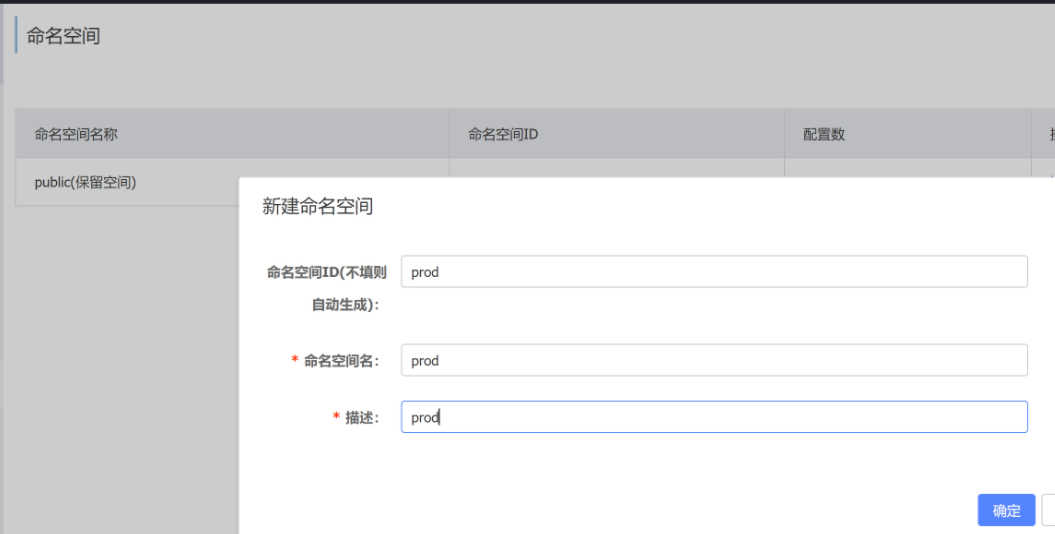 命名空间
命名空间名称 命名空间ID 配置数
public(保留空间)
新建命名空间
命名空间ID(不填则 prod
自动生成):
* 命名空间名: prod
* 描述: prod
确定